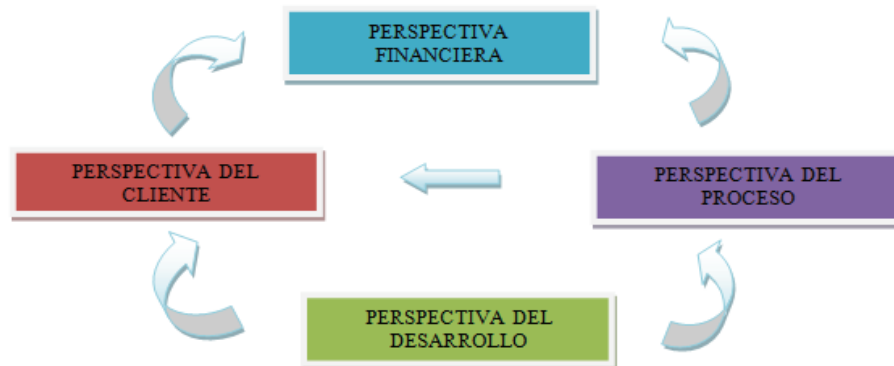 PERSPECTIVA
FINANCIERA
PERSPECTIVA DEL
CLIENTE
PERSPECTIVA DEL
PROCESO
PERSPECTIVA DEL
DESARROLLO